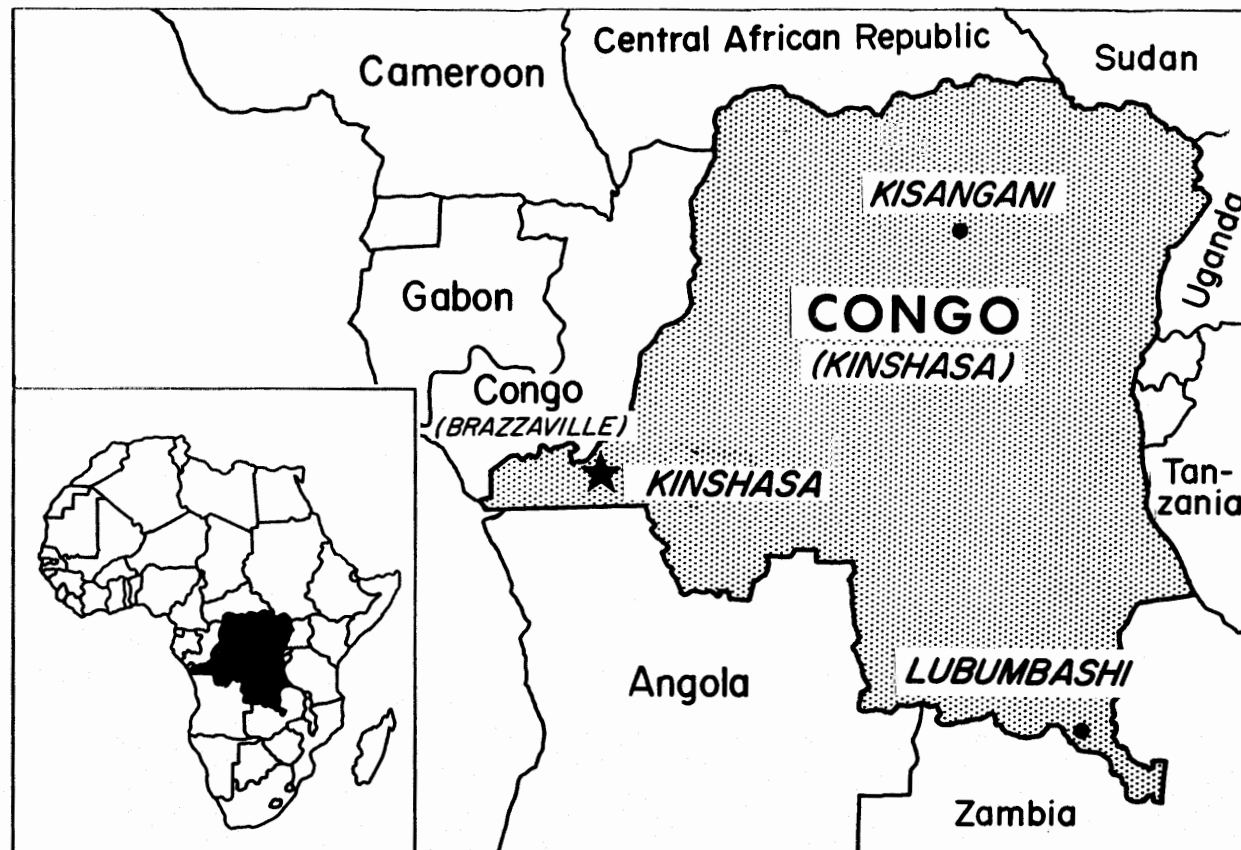 Central African Republic
Sudan
Cameroon
KISANGANI
Uganda
Gabon
CONGO
(KINSHASA)
Congo
(BRAZZAVILLE)
KINSHASA
Tan-
zania
Angola
LUBUMBASHI
Zambia